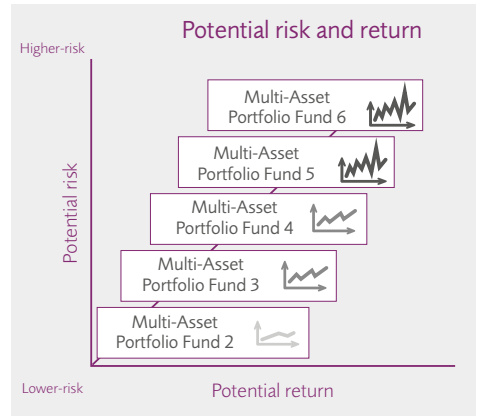 Potential risk and return
Higher-risk
Potential risk
Multi-Asset
Portfolio Fund 6
Multi-Asset
Portfolio Fund 5
Multi-Asset
Portfolio Fund 4
Multi-Asset
Portfolio Fund 3
Multi-Asset
Portfolio Fund 2
Lower-risk
Potential return